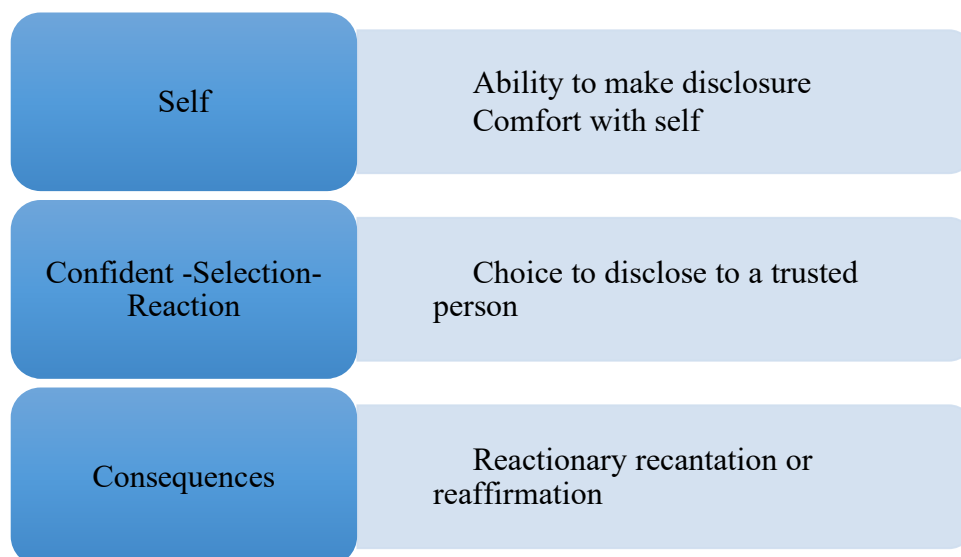 Self
Ability to make disclosure
Comfort with self
Confident -Selection-
Reaction
Choice to disclose to a trusted
person
Consequences
Reactionary recantation or
reaffirmation